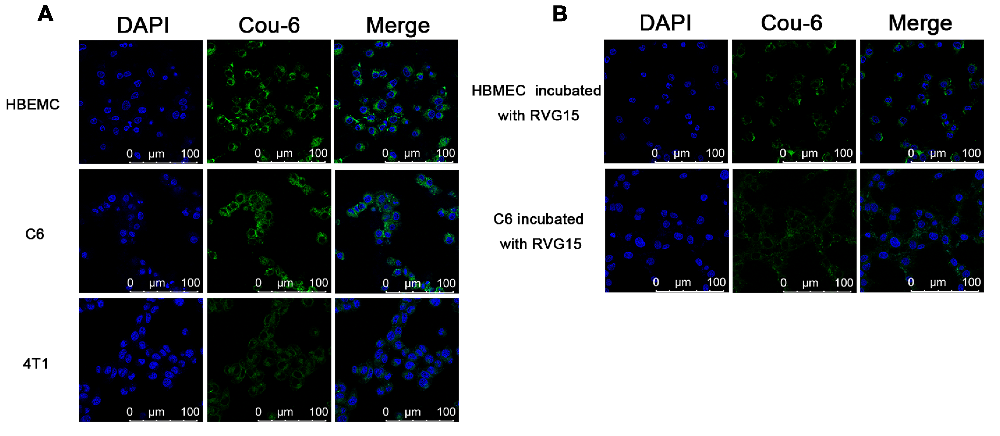 A
B
DAPI Cou-6 Merge
DAPI Cou-6 Merge
HBEMC
0 µm 100
0 µm 100
0 µm 100
HBMEC incubated
with RVG15
0 µm 100
0 µm 100
0 µm 100
C6
0 µm 100
0 µm 100
0 µm 100
C6 incubated
with RVG15
0 µm 100
0 µm 100
0 µm 100
4T1
0 µm 100
0 µm 100
0 µm 100